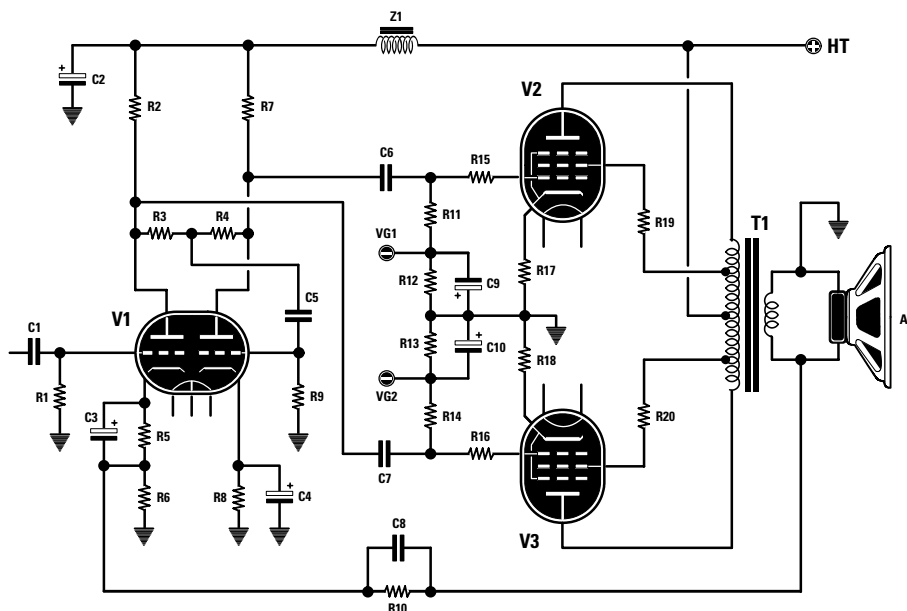 Z1
HT
+
C2
R2
R7
V2
C6
R15
R11
R19
T1
R3
R4
VG1
R12
C9
+
R17
C5
C1
V1
A
R13
C10
+
R18
VG2
R1
C3
+
R5
R9
R14
R20
R16
C7
R6
R8
+
C4
C8
V3
R10